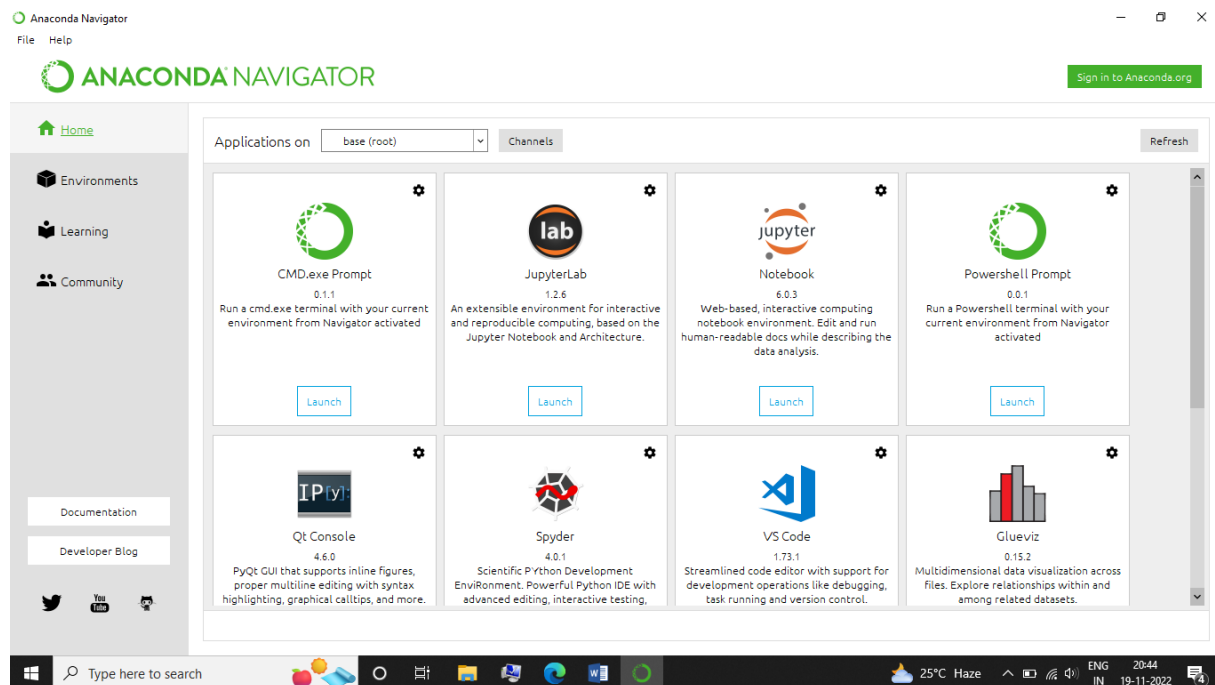 Anaconda Navigator
File Help
ANACONDA NAVIGATOR
Sign in to Anaconda.org
Home
Environments
Learning
Community
Documentation
Developer Blog
You
Tube
Applications on base (root) Channels Refresh
CMD.exe Prompt
0.1.1
Run a cmd.exe terminal with your current
environment from Navigator activated
Launch
lab
JupyterLab
1.2.6
An extensible environment for interactive
and reproducible computing, based on the
Jupyter Notebook and Architecture.
Launch
jupyter
Notebook
6.0.3
Web-based, interactive computing
notebook environment. Edit and run
human-readable docs while describing the
data analysis.
Launch
Powershell Prompt
0.0.1
Run a Powershell terminal with your
current environment from Navigator
activated
Launch
IP[y]:
Qt Console
4.6.0
PyQt GUI that supports inline figures,
proper multiline editing with syntax
highlighting, graphical calltips, and more.
Spyder
4.0.1
Scientific PYthon Development
EnviRonment. Powerful Python IDE with
advanced editing, interactive testing,
VS Code
1.73.1
Streamlined code editor with support for
development operations like debugging,
task running and version control.
Glueviz
0.15.2
Multidimensional data visualization across
files. Explore relationships within and
among related datasets.
Type here to search
25°C Haze
ENG
IN
20:44
19-11-2022
4